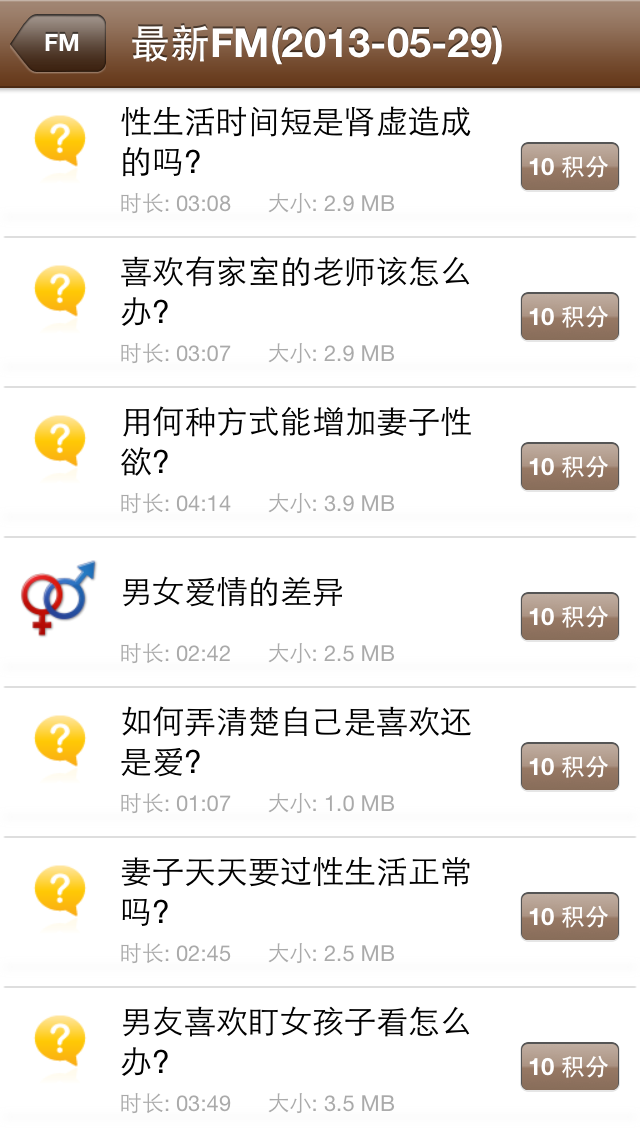 FM
最新FM(2013-05-29)
性生活时间短是肾虚造成
的吗?
10 积分
时长: 03:08 大小: 2.9 MB
喜欢有家室的老师该怎么
办?
10 积分
时长: 03:07 大小: 2.9 MB
用何种方式能增加妻子性
欲?
10 积分
时长: 04:14 大小: 3.9 MB
男女爱情的差异
10 积分
时长: 02:42 大小: 2.5 MB
如何弄清楚自己是喜欢还
是爱?
10 积分
时长: 01:07 大小: 1.0 MB
妻子天天要过性生活正常
吗?
10 积分
时长: 02:45 大小: 2.5 MB
男友喜欢盯女孩子看怎么
办?
10 积分
时长: 03:49 大小: 3.5 MB